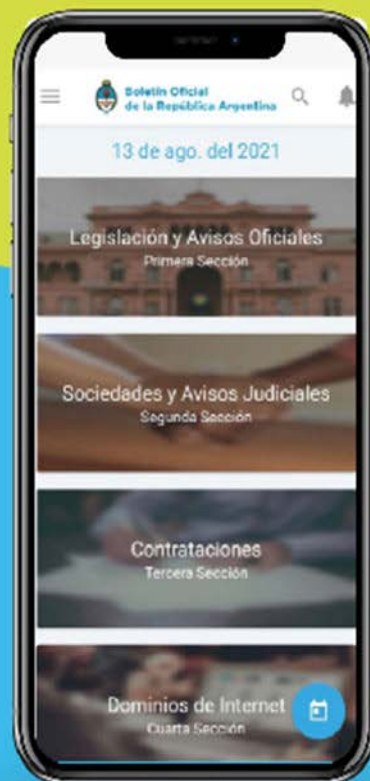 Boletín Oficial
de la República Argentina
13 de ago. del 2021
Legislación y Avisos Oficiales
Primera Sección
Sociedades y Avisos Judiciales
Segunda Sección
Contrataciones
Tercera Sección
Dominios de Internet
Cuarta Sección